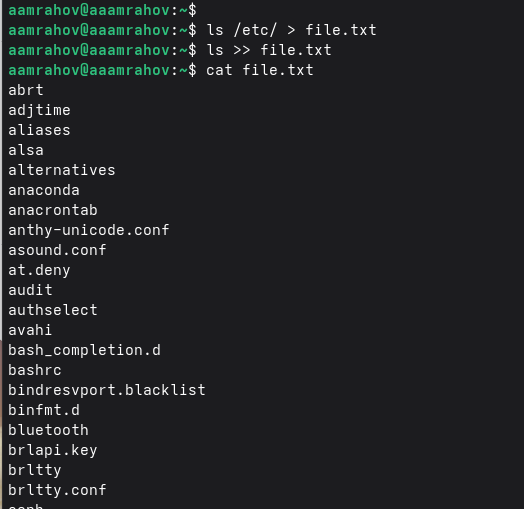 aamrahov@aaamrahov:~$
aamrahov@aaamrahov:~$ ls /etc/ > file.txt
aamrahov@aaamrahov:~$ ls >> file.txt
aamrahov@aaamrahov:~$ cat file.txt
abrt
adjtime
aliases
alsa
alternatives
anaconda
anacrontab
anthy-unicode.conf
asound.conf
at.deny
audit
authselect
avahi
bash_completion.d
bashrc
bindresvport.blacklist
binfmt.d
bluetooth
brlapi.key
brltty
brltty.conf